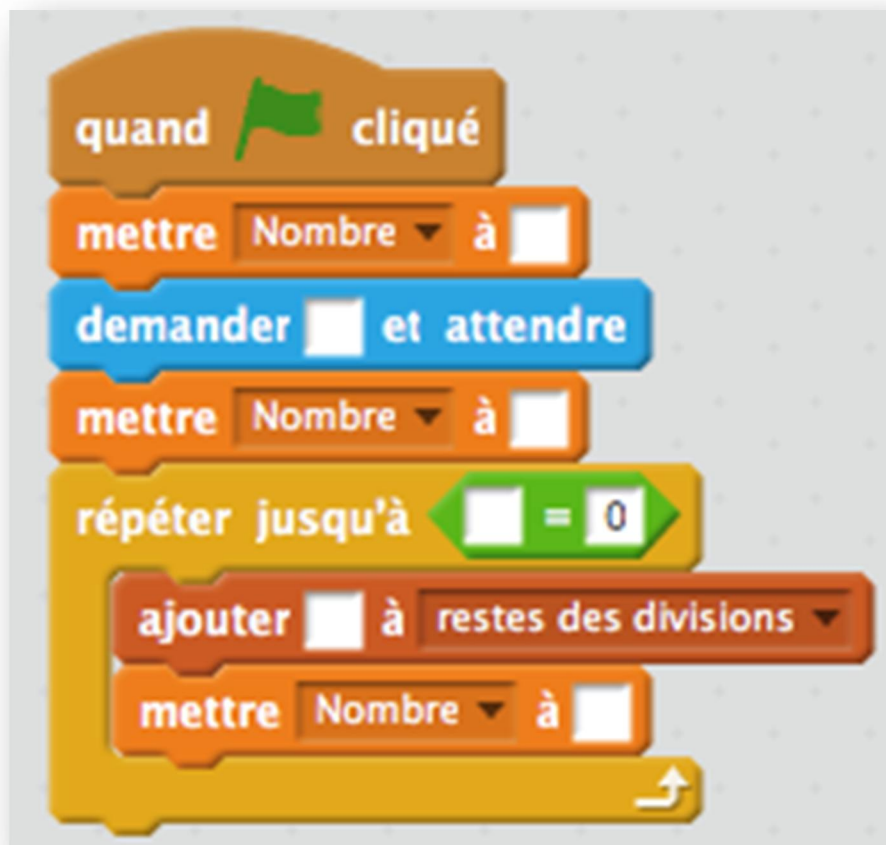 quand cliqué
mettre Nombre à
demander et attendre
mettre Nombre à
répéter jusqu'à = 0
ajouter à restes des divisions
mettre Nombre à